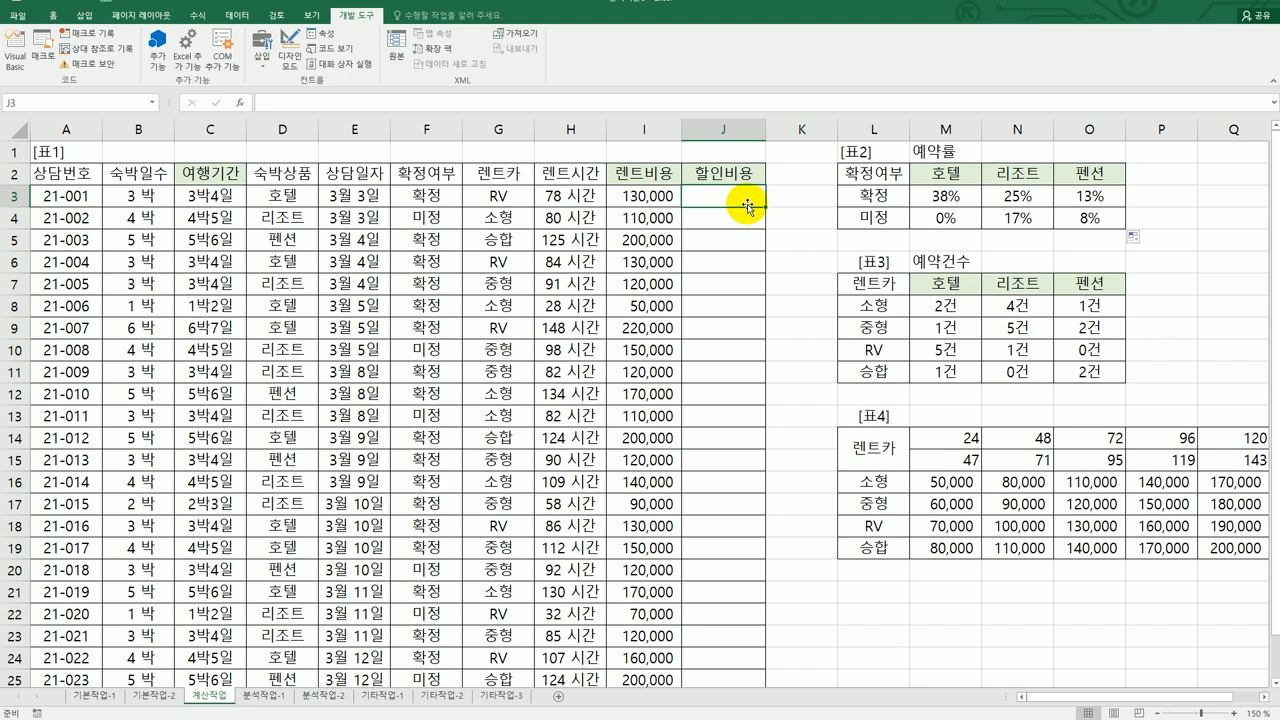 파일 홈 삽입 페이지 레이아웃 수식 데이터 검토 보기 개발 도구 수행할 작업을 알려 주세요. 공유
Visual Basic
매크로
매크로 기록
상대 참조로 기록
매크로 보안
코드
추가 기능
Excel 추가 기능
COM 추가 기능
추가 기능
삽입
디자인 모드
속성
코드 보기
대화 상자 실행
컨트롤
원본
맵 속성
확장 팩
데이터 새로 고침
가져오기
내보내기
XML
J3 fx
A B C D E F G H I J K L M N O P Q
1 [표1] [표2] 예약률
2 상담번호 숙박일수 여행기간 숙박상품 상담일자 확정여부 렌트카 렌트시간 렌트비용 할인비용 확정여부 호텔 리조트 펜션
3 21-001 3 박 3박4일 호텔 3월 3일 확정 RV 78 시간 130,000 확정 38% 25% 13%
4 21-002 4 박 4박5일 리조트 3월 3일 미정 소형 80 시간 110,000 미정 0% 17% 8%
5 21-003 5 박 5박6일 펜션 3월 4일 확정 승합 125 시간 200,000
6 21-004 3 박 3박4일 호텔 3월 4일 확정 RV 84 시간 130,000 [표3] 예약건수
7 21-005 3 박 3박4일 리조트 3월 4일 확정 중형 91 시간 120,000 렌트카 호텔 리조트 펜션
8 21-006 1 박 1박2일 호텔 3월 5일 확정 소형 28 시간 50,000 소형 2건 4건 1건
9 21-007 6 박 6박7일 호텔 3월 5일 확정 RV 148 시간 220,000 중형 1건 5건 2건
10 21-008 4 박 4박5일 리조트 3월 5일 미정 중형 98 시간 150,000 RV 5건 1건 0건
11 21-009 3 박 3박4일 리조트 3월 8일 확정 중형 82 시간 120,000 승합 1건 0건 2건
12 21-010 5 박 5박6일 펜션 3월 8일 확정 소형 134 시간 170,000
13 21-011 3 박 3박4일 리조트 3월 8일 미정 소형 82 시간 110,000 [표4]
14 21-012 5 박 5박6일 호텔 3월 9일 확정 승합 124 시간 200,000 렌트카 24 48 72 96 120
15 21-013 3 박 3박4일 펜션 3월 9일 확정 중형 90 시간 120,000 47 71 95 119 143
16 21-014 4 박 4박5일 리조트 3월 9일 미정 소형 109 시간 140,000 소형 50,000 80,000 110,000 140,000 170,000
17 21-015 2 박 2박3일 리조트 3월 10일 미정 중형 58 시간 90,000 중형 60,000 90,000 120,000 150,000 180,000
18 21-016 3 박 3박4일 호텔 3월 10일 확정 RV 86 시간 130,000 RV 70,000 100,000 130,000 160,000 190,000
19 21-017 4 박 4박5일 호텔 3월 10일 확정 중형 112 시간 150,000 승합 80,000 110,000 140,000 170,000 200,000
20 21-018 3 박 3박4일 펜션 3월 10일 미정 중형 92 시간 120,000
21 21-019 5 박 5박6일 호텔 3월 11일 확정 소형 130 시간 170,000
22 21-020 1 박 1박2일 리조트 3월 11일 미정 RV 32 시간 70,000
23 21-021 3 박 3박4일 리조트 3월 11일 확정 중형 85 시간 120,000
24 21-022 4 박 4박5일 호텔 3월 12일 확정 RV 107 시간 160,000
25 21-023 5 박 5박6일 펜션 3월 12일 미정 승합 124 시간 200,000
기본작업-1 기본작업-2 계산작업 분석작업-1 분석작업-2 기타작업-1 기타작업-2 기타작업-3
준비 150 %